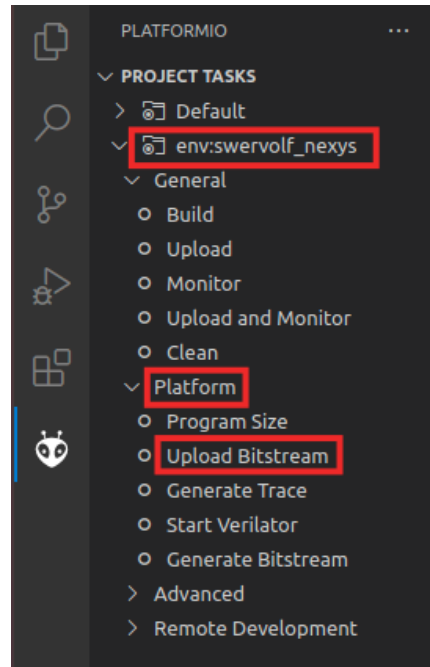 PLATFORMIO ...
PROJECT TASKS
Default
env:swervolf_nexys
General
Build
Upload
Monitor
Upload and Monitor
Clean
Platform
Program Size
Upload Bitstream
Generate Trace
Start Verilator
Generate Bitstream
Advanced
Remote Development